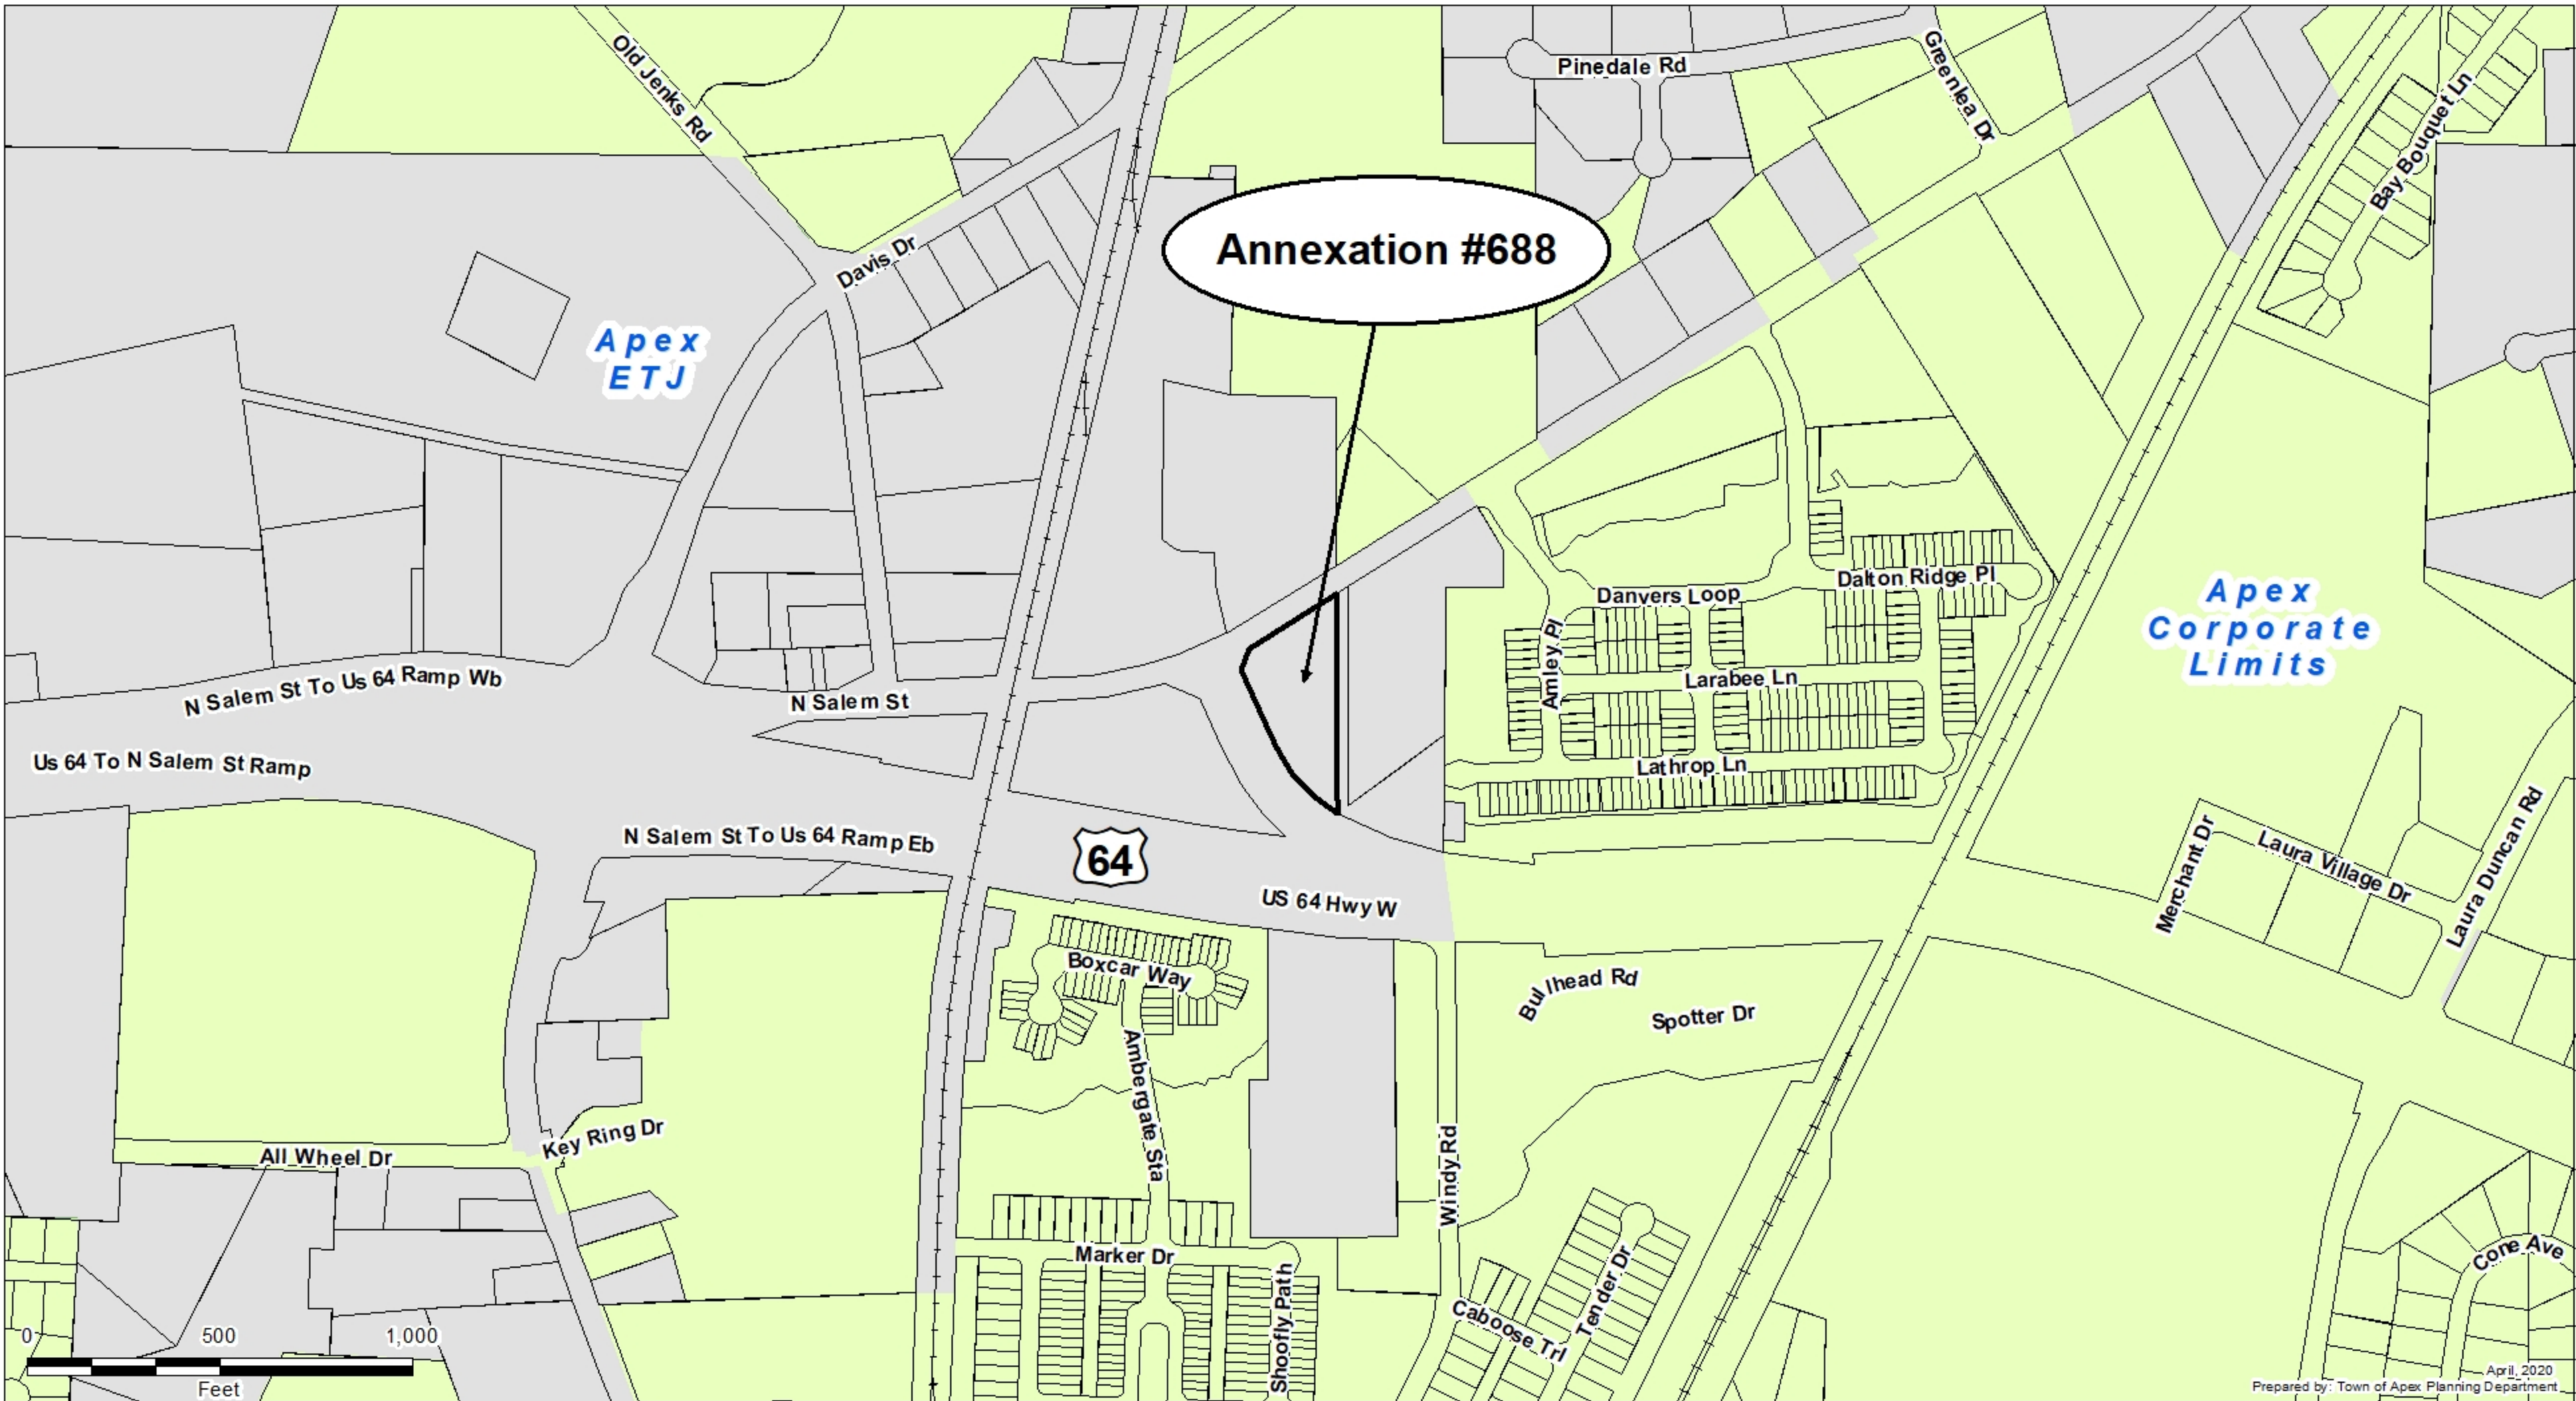 Old Jenks Rd
Pinedale Rd
Greenlea Dr
Bay Bouquet Ln
Annexation #688
Davis Dr
Apex
ETJ
Dalton Ridge Pl
Danvers Loop
Apex
Corporate
Limits
Amley Pl
Larabee Ln
N Salem St To Us 64 Ramp Wb
N Salem St
Us 64 To N Salem St Ramp
Lathrop Ln
N Salem St To Us 64 Ramp Eb
64
Merchant Dr
Laura Village Dr
Laura Duncan Rd
US 64 Hwy W
Boxcar Way
Bullhead Rd
Spotter Dr
Ambergate Sta
Key Ring Dr
All Wheel Dr
Windy Rd
Marker Dr
Shoofly Path
Caboose Trl
Tender Dr
Cone Ave
0 500 1,000
Feet
April, 2020
Prepared by: Town of Apex Planning Department